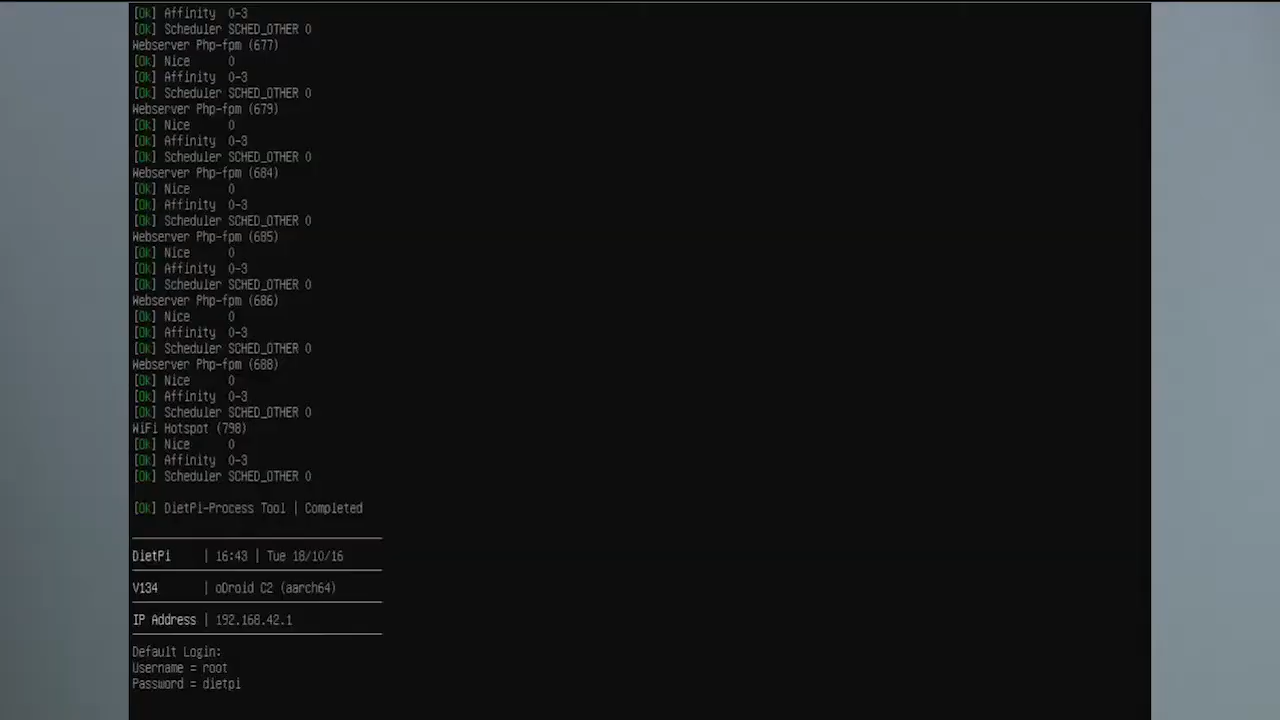 [Ok] Affinity 0-3
[Ok] Scheduler SCHED_OTHER 0
Webserver Php-fpm (677)
[Ok] Nice 0
[Ok] Affinity 0-3
[Ok] Scheduler SCHED_OTHER 0
Webserver Php-fpm (679)
[Ok] Nice 0
[Ok] Affinity 0-3
[Ok] Scheduler SCHED_OTHER 0
Webserver Php-fpm (684)
[Ok] Nice 0
[Ok] Affinity 0-3
[Ok] Scheduler SCHED_OTHER 0
Webserver Php-fpm (685)
[Ok] Nice 0
[Ok] Affinity 0-3
[Ok] Scheduler SCHED_OTHER 0
Webserver Php-fpm (686)
[Ok] Nice 0
[Ok] Affinity 0-3
[Ok] Scheduler SCHED_OTHER 0
Webserver Php-fpm (688)
[Ok] Nice 0
[Ok] Affinity 0-3
[Ok] Scheduler SCHED_OTHER 0
WiFi Hotspot (798)
[Ok] Nice 0
[Ok] Affinity 0-3
[Ok] Scheduler SCHED_OTHER 0
[Ok] DietPi-Process Tool | Completed
DietPi | 16:43 | Tue 18/10/16
V134 | oDroid C2 (aarch64)
IP Address | 192.168.42.1
Default Login:
Username = root
Password = dietpi